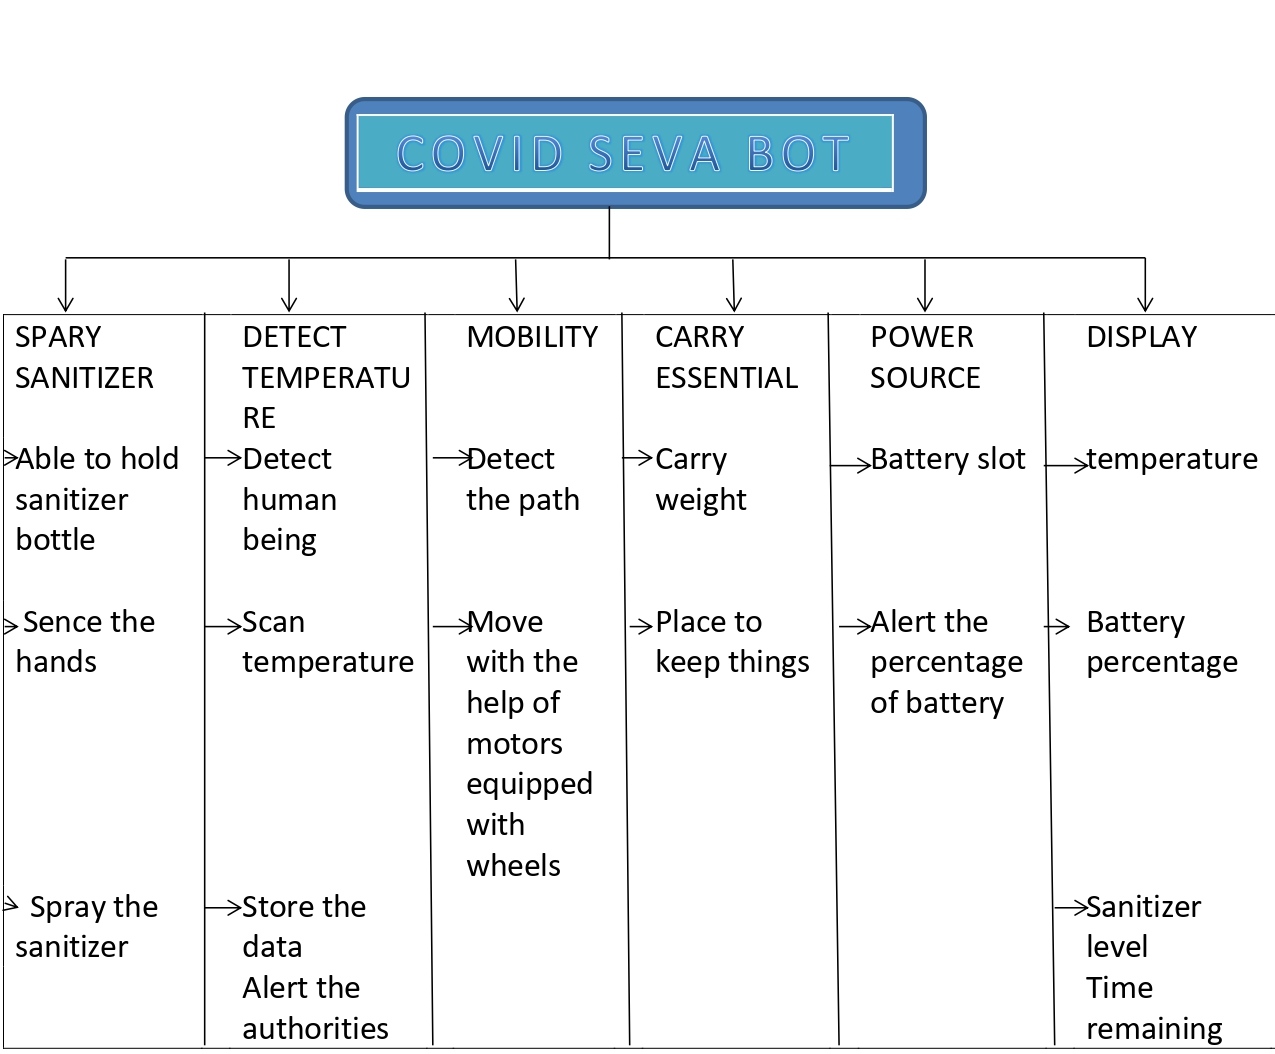 COVID SEVA BOT
SPARY
SANITIZER
Able to hold
sanitizer
bottle
Sence the
hands
Spray the
sanitizer
DETECT
TEMPERATU
RE
Detect
human
being
Scan
temperature
Store the
data
Alert the
authorities
MOBILITY
Detect
the path
Move
with the
help of
motors
equipped
with
wheels
CARRY
ESSENTIAL
Carry
weight
Place to
keep things
POWER
SOURCE
Battery slot
Alert the
percentage
of battery
DISPLAY
temperature
Battery
percentage
Sanitizer
level
Time
remaining